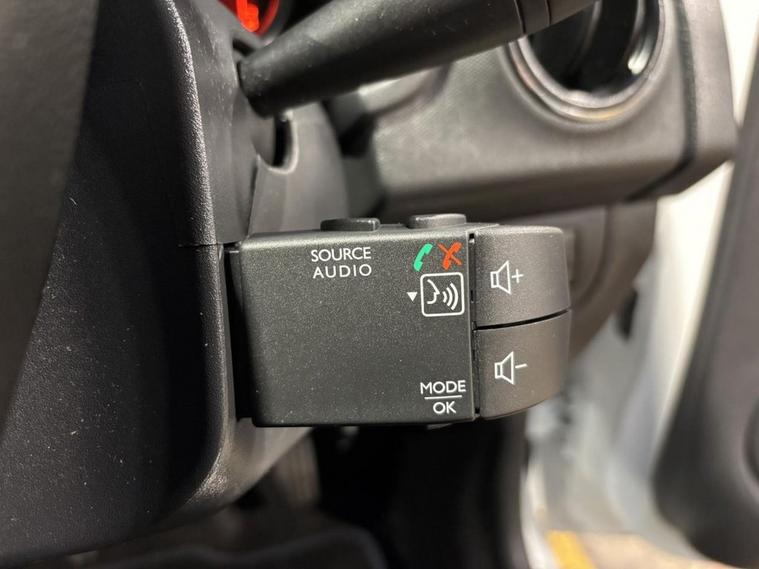 SOURCE
AUDIO
+
-
MODE
OK